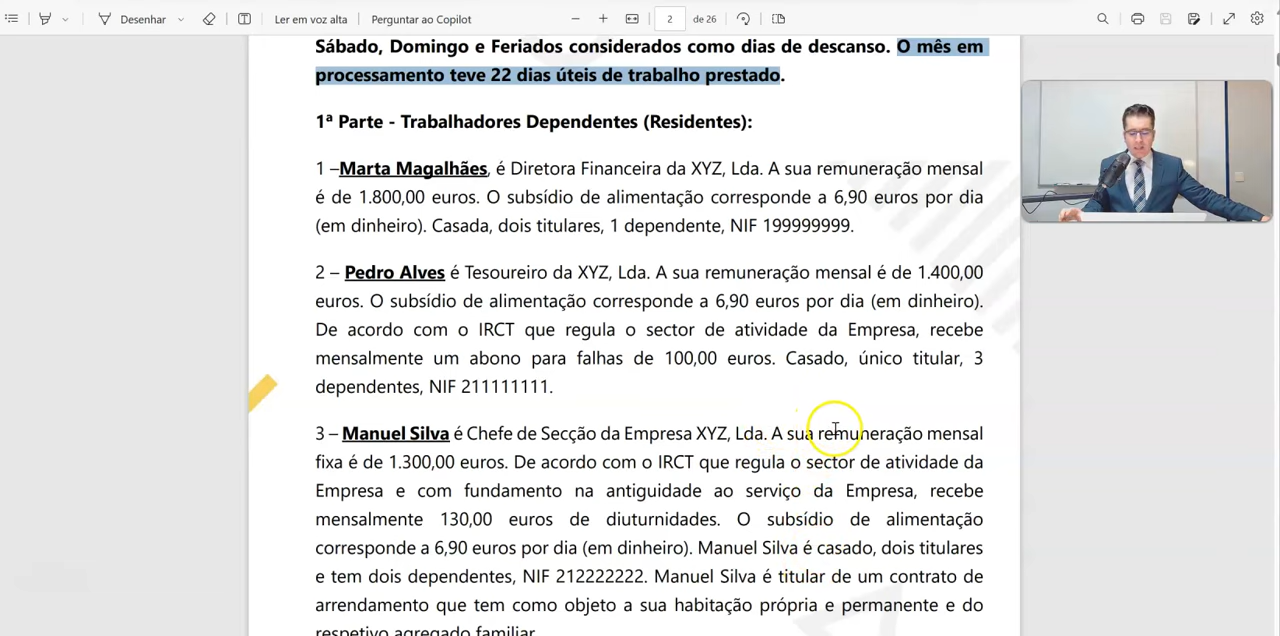 Desenhar
Ler em voz alta
Perguntar ao Copilot
2
de 26
Sábado, Domingo e Feriados considerados como dias de descanso. O mês em
processamento teve 22 dias úteis de trabalho prestado.
1ª Parte - Trabalhadores Dependentes (Residentes):
1 –Marta Magalhães, é Diretora Financeira da XYZ, Lda. A sua remuneração mensal
é de 1.800,00 euros. O subsídio de alimentação corresponde a 6,90 euros por dia
(em dinheiro). Casada, dois titulares, 1 dependente, NIF 199999999.
2 – Pedro Alves é Tesoureiro da XYZ, Lda. A sua remuneração mensal é de 1.400,00
euros. O subsídio de alimentação corresponde a 6,90 euros por dia (em dinheiro).
De acordo com o IRCT que regula o sector de atividade da Empresa, recebe
mensalmente um abono para falhas de 100,00 euros. Casado, único titular, 3
dependentes, NIF 211111111.
3 – Manuel Silva é Chefe de Secção da Empresa XYZ, Lda. A sua remuneração mensal
fixa é de 1.300,00 euros. De acordo com o IRCT que regula o sector de atividade da
Empresa e com fundamento na antiguidade ao serviço da Empresa, recebe
mensalmente 130,00 euros de diuturnidades. O subsídio de alimentação
corresponde a 6,90 euros por dia (em dinheiro). Manuel Silva é casado, dois titulares
e tem dois dependentes, NIF 212222222. Manuel Silva é titular de um contrato de
arrendamento que tem como objeto a sua habitação própria e permanente e do
respetivo agregado familiar.